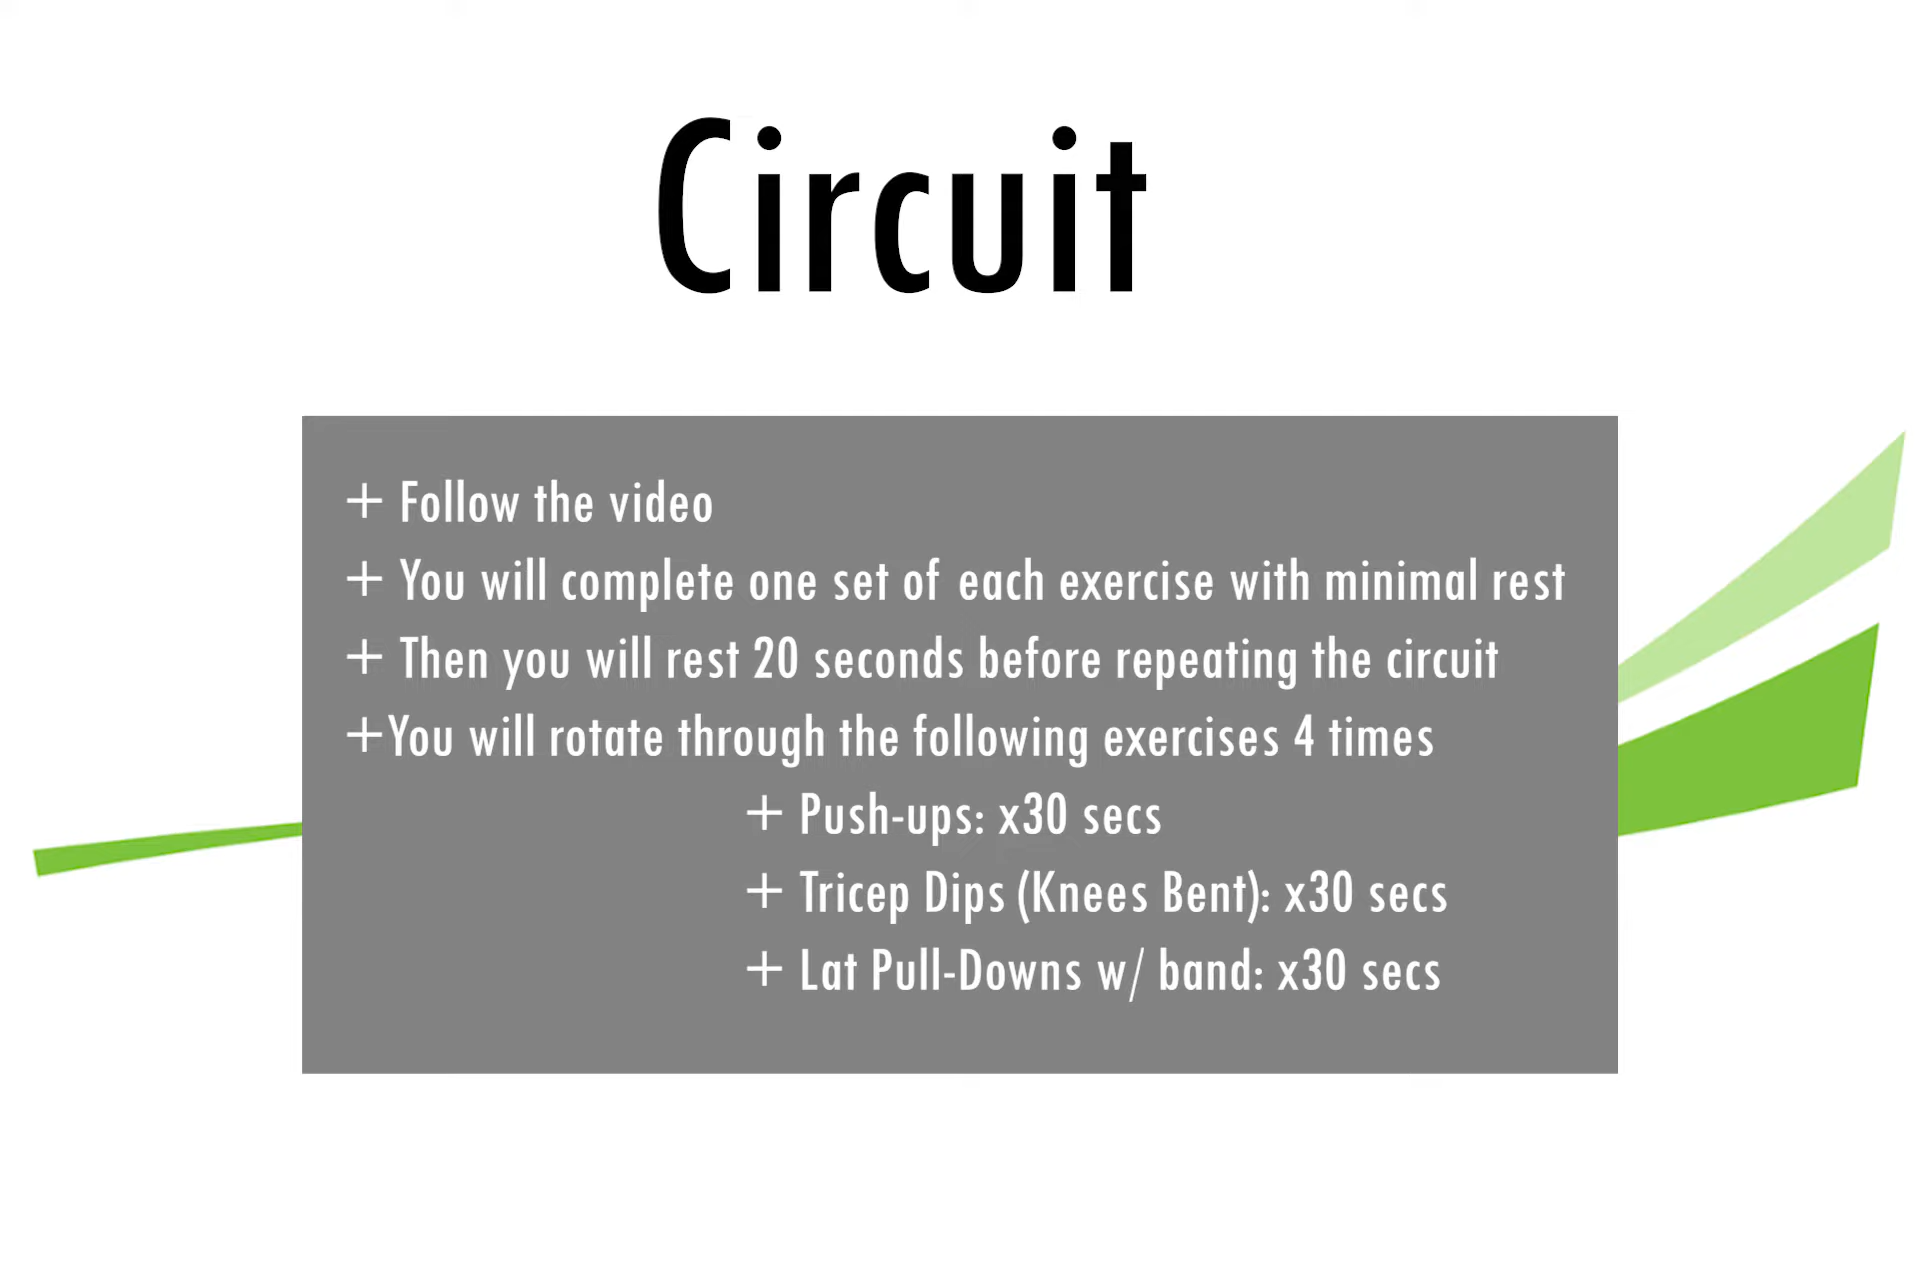 Circuit
+ Follow the video
+ You will complete one set of each exercise with minimal rest
+ Then you will rest 20 seconds before repeating the circuit
+You will rotate through the following exercises 4 times
+ Push-ups: x30 secs
+ Tricep Dips (Knees Bent): x30 secs
+ Lat Pull-Downs w/ band: x30 secs